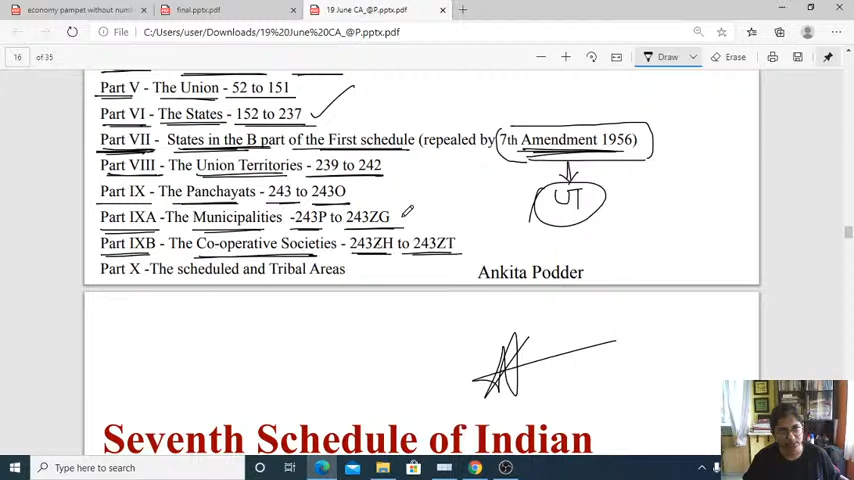 economy pampet without num
final.pptx.pdf
19 June CA_@P.pptx.pdf
File
C:/Users/user/Downloads/19%20June%20CA_@P.pptx.pdf
16 of 35
Draw
Erase
Part V - The Union - 52 to 151
Part VI - The States - 152 to 237
Part VII - States in the B part of the First schedule (repealed by 7th Amendment 1956)
Part VIII - The Union Territories - 239 to 242
UT
Part IX - The Panchayats - 243 to 243O
Part IXA -The Municipalities -243P to 243ZG
Part IXB - The Co-operative Societies - 243ZH to 243ZT
Part X -The scheduled and Tribal Areas
Ankita Podder
Seventh Schedule of Indian
Type here to search